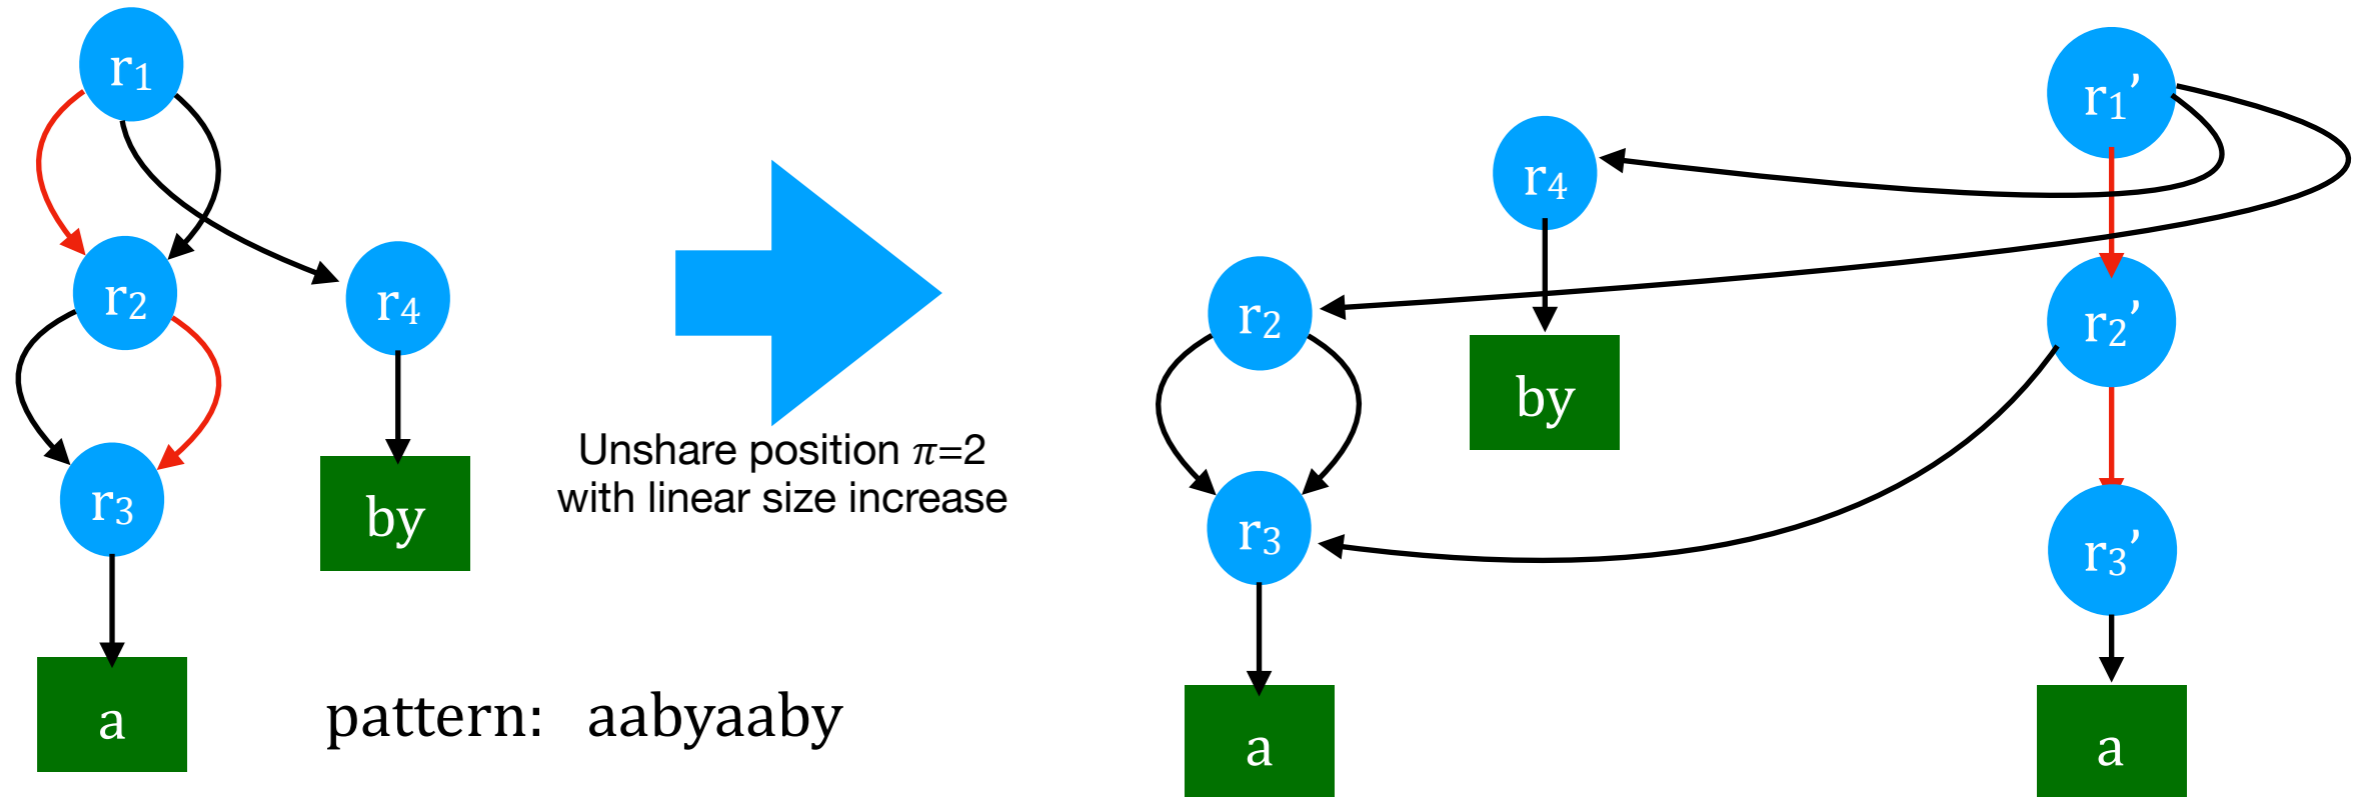 r₁
r₂
r₄
r₃
by
a
pattern: aabyaaby
Unshare position π=2
with linear size increase
r₁’
r₄
r₂
r₂’
by
r₃
r₃’
a
a